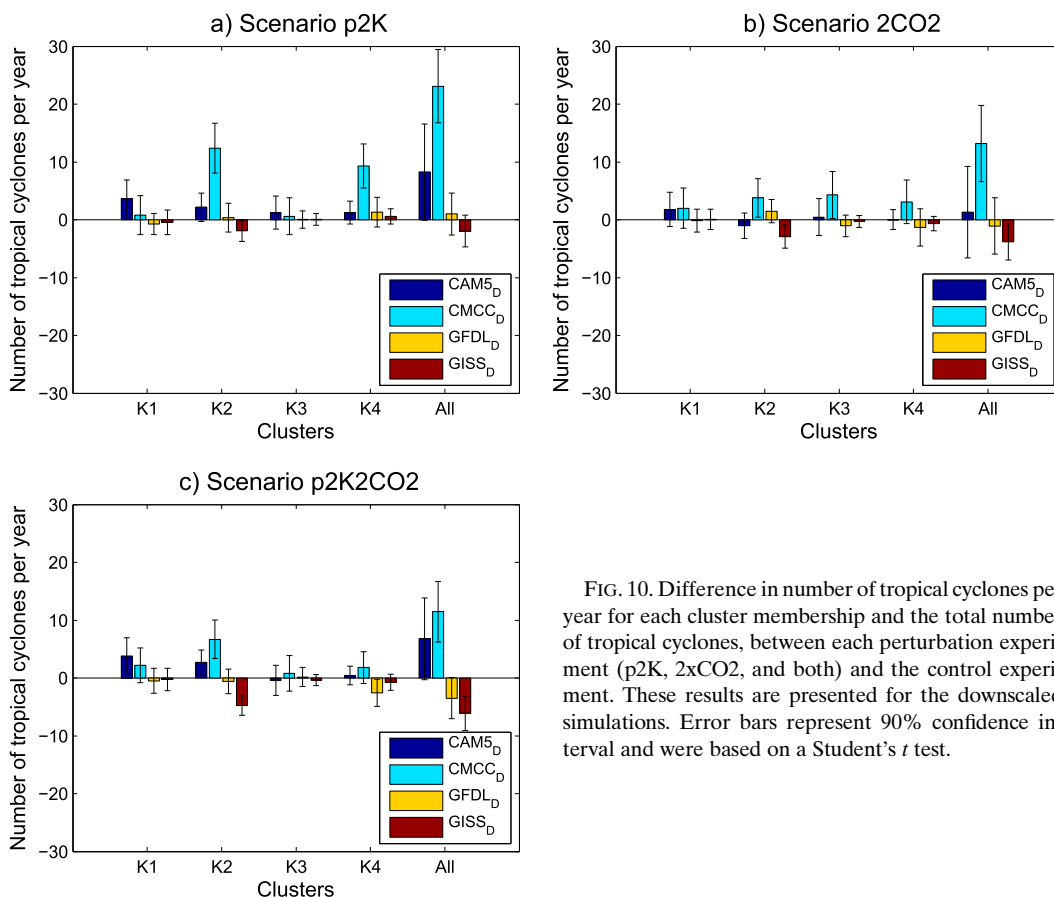 a) Scenario p2K
Number of tropical cyclones per year
30
20
10
0
−10
−20
−30
K1 K2 K3 K4 All
Clusters
CAM5D
CMCCD
GFDLD
GISSD
b) Scenario 2CO2
Number of tropical cyclones per year
30
20
10
0
−10
−20
−30
K1 K2 K3 K4 All
Clusters
CAM5D
CMCCD
GFDLD
GISSD
c) Scenario p2K2CO2
Number of tropical cyclones per year
30
20
10
0
−10
−20
−30
K1 K2 K3 K4 All
Clusters
CAM5D
CMCCD
GFDLD
GISSD
FIG. 10. Difference in number of tropical cyclones pe
year for each cluster membership and the total numbe
of tropical cyclones, between each perturbation experi
ment (p2K, 2xCO2, and both) and the control experi
ment. These results are presented for the downscaled
simulations. Error bars represent 90% confidence in
terval and were based on a Student's t test.